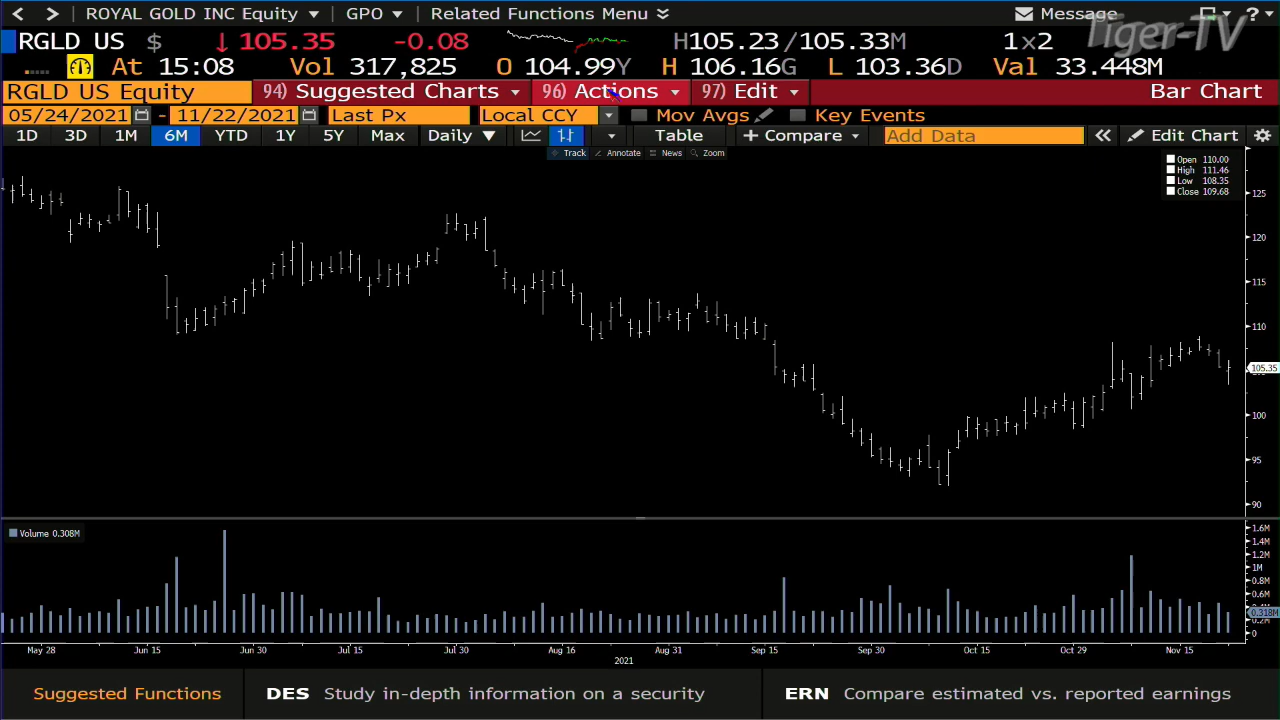 ROYAL GOLD INC Equity GPO Related Functions Menu Message ?
RGLD US $ ↓ 105.35 -0.08 H105.23 / 105.33M 1×2
Tiger-TV
At 15:08 Vol 317,825 O 104.99Y H 106.16G L 103.36D Val 33.448M
RGLD US Equity 94) Suggested Charts 96) Actions 97) Edit Bar Chart
05/24/2021 - 11/22/2021 Last Px Local CCY Mov Avgs Key Events
1D 3D 1M 6M YTD 1Y 5Y Max Daily ▼ Table + Compare Add Data « Edit Chart
Track Annotate News Zoom
Open 110.00
High 111.46
Low 108.35
Close 109.68
125
120
115
110
105.35
100
95
90
Volume 0.308M
1.6M
1.4M
1.2M
1M
0.8M
0.6M
0.318M
0.2M
0
May 28 Jun 15 Jun 30 Jul 15 Jul 30 Aug 16 Aug 31 Sep 15 Sep 30 Oct 15 Oct 29 Nov 15
2021
Suggested Functions DES Study in-depth information on a security ERN Compare estimated vs. reported earnings